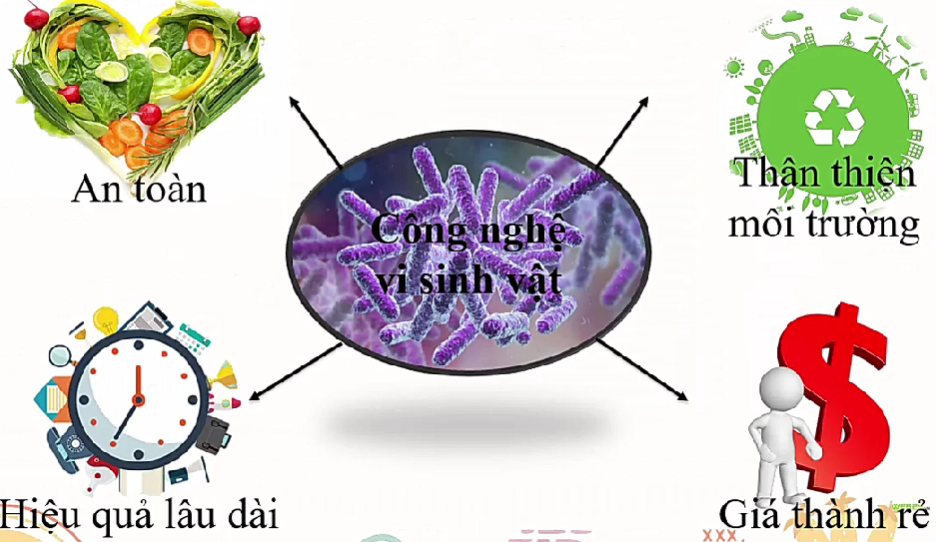 An toàn
Thân thiện
môi trường
Công nghệ
vi sinh vật
Hiệu quả lâu dài
Giá thành rẻ